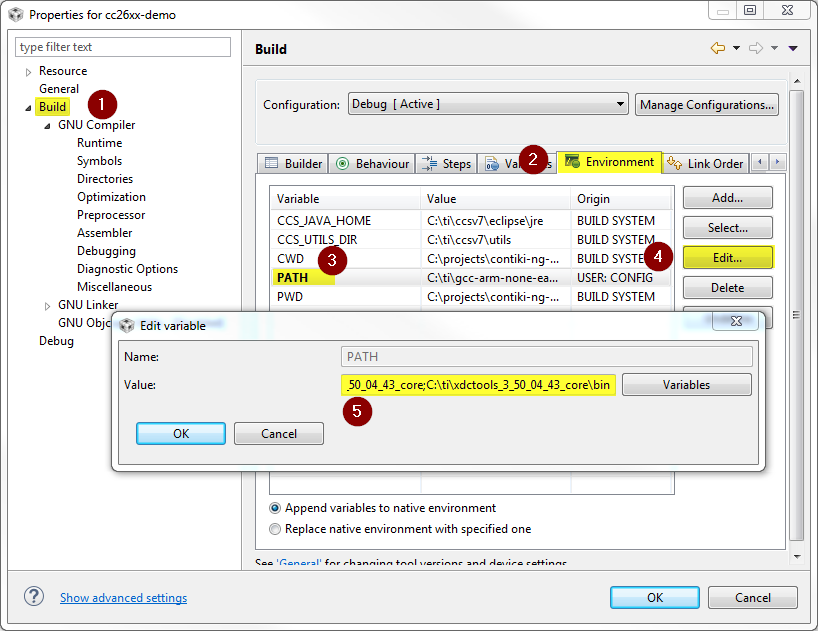 Properties for cc26xx-demo
type filter text
Resource
General
Build
1
GNU Compiler
Runtime
Symbols
Directories
Optimization
Preprocessor
Assembler
Debugging
Diagnostic Options
Miscellaneous
GNU Linker
GNU Objc
Debug
Build
Configuration:
Debug [ Active ]
Manage Configurations...
Builder
Behaviour
Steps
2
Environment
Link Order
Variable Value Origin
CCS_JAVA_HOME C:\ti\ccsv7\eclipse\jre BUILD SYSTEM
CCS_UTILS_DIR C:\ti\ccsv7\utils BUILD SYSTEM
CWD C:\projects\contiki-ng-... BUILD SYSTEM
PATH C:\ti\gcc-arm-none-ea... USER: CONFIG
PWD C:\projects\contiki-ng-... BUILD SYSTEM
3
4
Add...
Select...
Edit...
Delete
Edit variable
Name: PATH
Value: _50_04_43_core;C:\ti\xdctools_3_50_04_43_core\bin Variables
5
OK Cancel
Append variables to native environment
Replace native environment with specified one
See 'General' for changing tool versions and device settings
Show advanced settings
OK Cancel